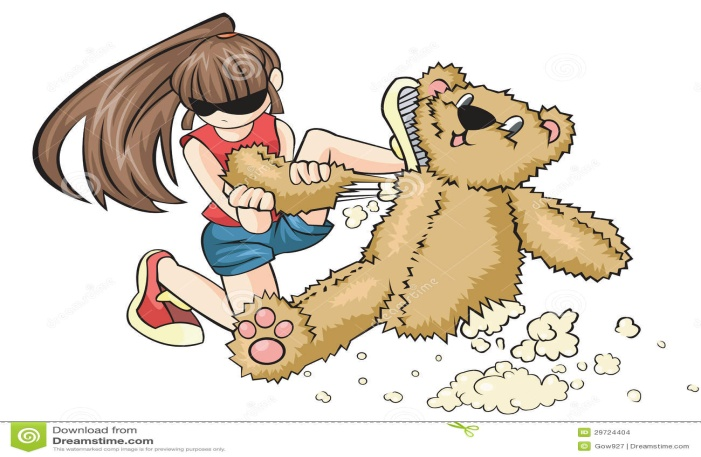 Download from
Dreamstime.com
This watermarked comp image is for previewing purposes only.
29724404
Gow927 | Dreamstime.com